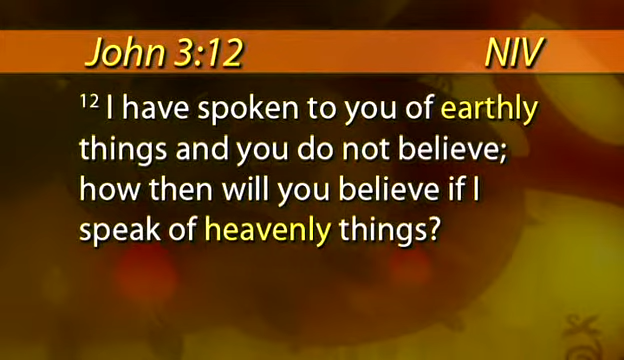 John 3:12 NIV
12 I have spoken to you of earthly
things and you do not believe;
how then will you believe if I
speak of heavenly things?